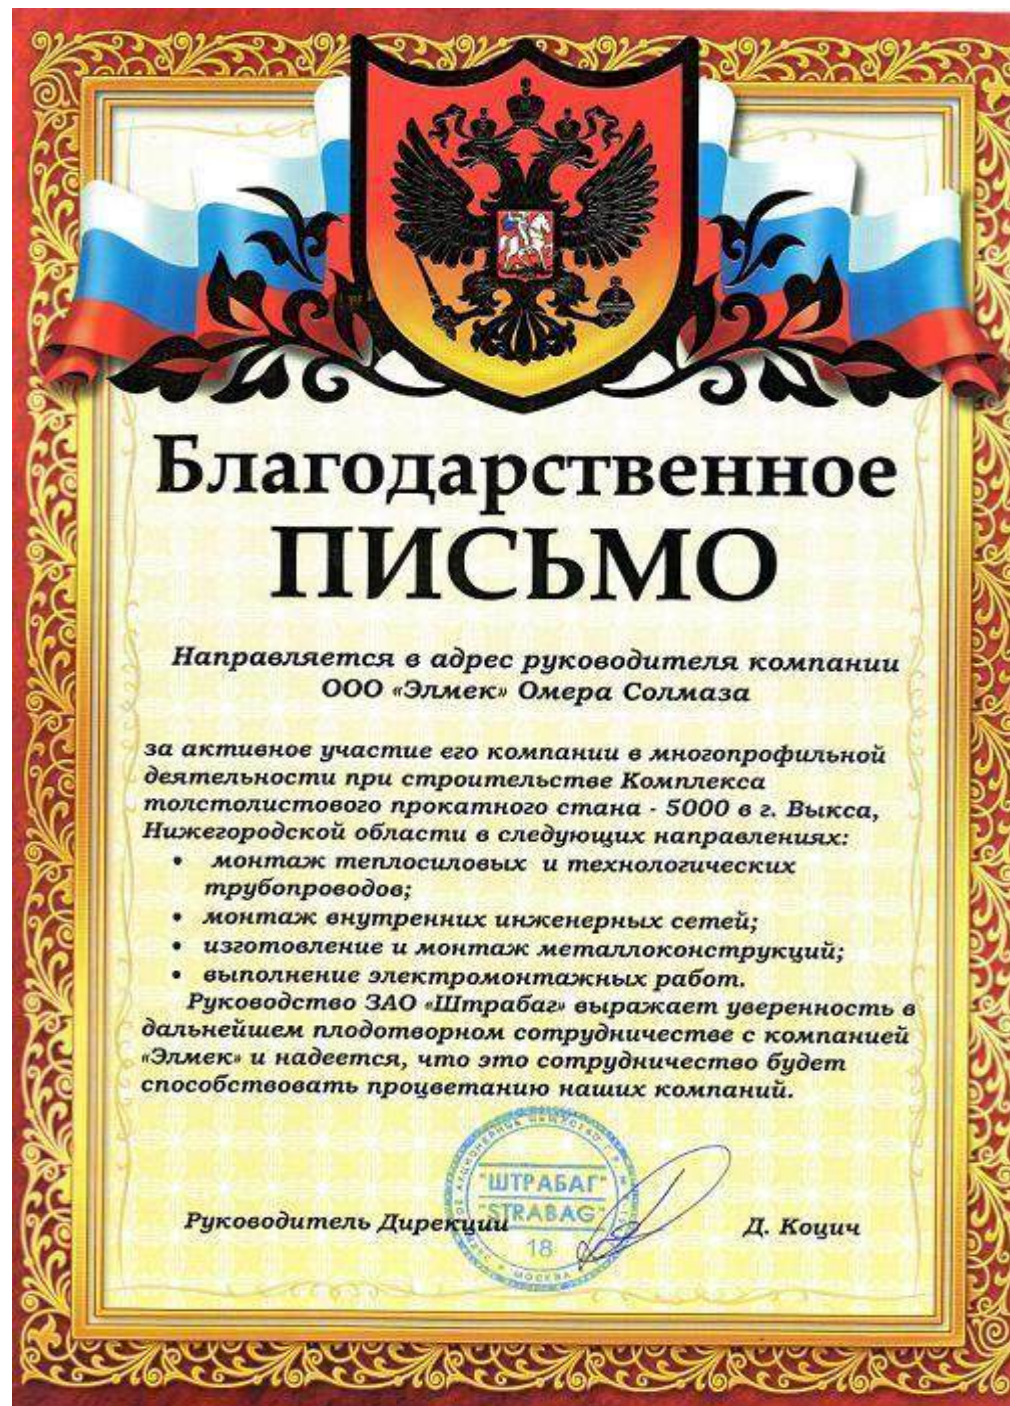 Благодарственное
ПИСЬМО
Направляется в адрес руководителя компании
ООО «Элмек» Омера Солмаза
за активное участие его компании в многопрофильной
деятельности при строительстве Комплекса
толстолистового прокатного стана - 5000 в г. Выкса,
Нижегородской области в следующих направлениях:
• монтаж теплосиловых и технологических
трубопроводов;
• монтаж внутренних инженерных сетей;
• изготовление и монтаж металлоконструкций;
• выполнение электромонтажных работ.
Руководство ЗАО «Штрабаг» выражает уверенность в
дальнейшем плодотворном сотрудничестве с компанией
«Элмек» и надеется, что это сотрудничество будет
способствовать процветанию наших компаний.
"ШТРАБАГ"
"STRABAG"
18
МОСКВА
Руководитель Дирекции
Д. Коцич